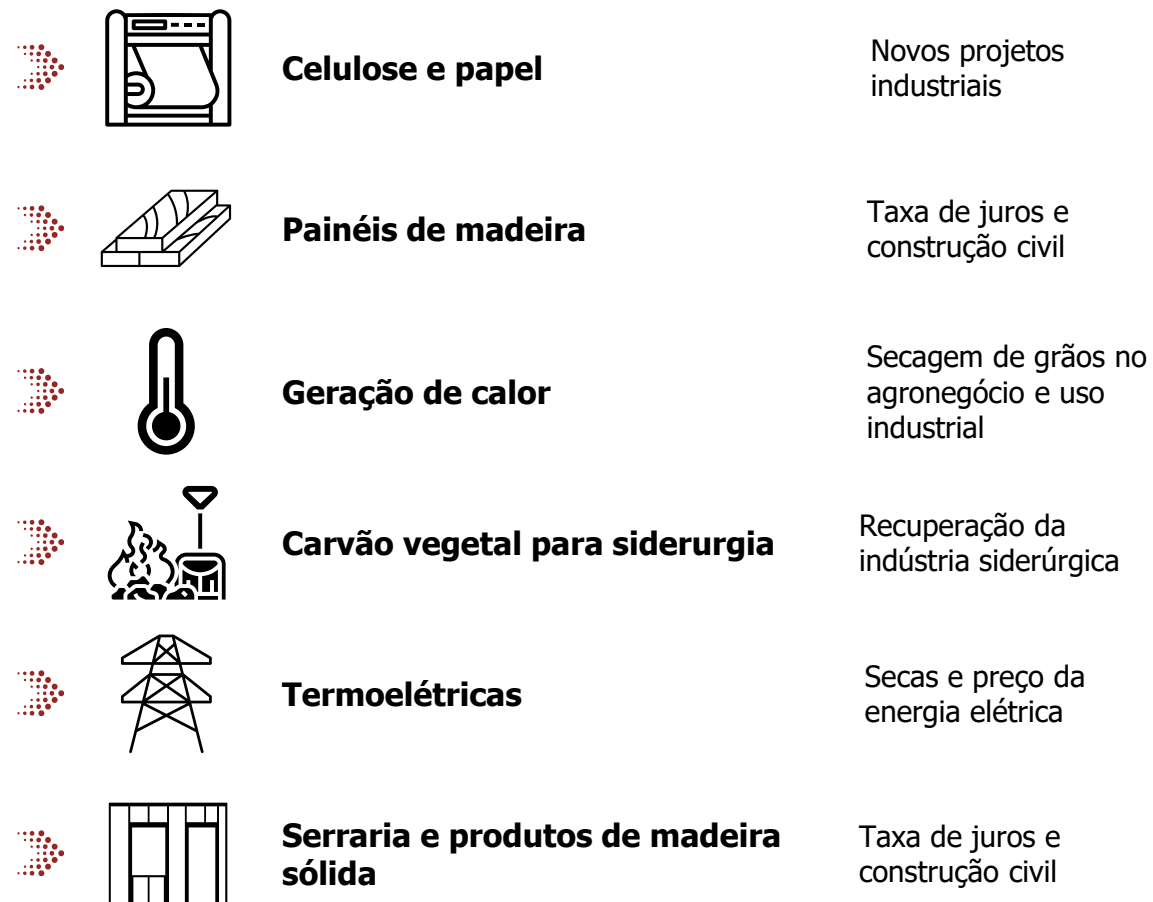 Celulose e papel
Novos projetos
industriais
Painéis de madeira
Taxa de juros e
construção civil
Geração de calor
Secagem de grãos no
agronegócio e uso
industrial
Carvão vegetal para siderurgia
Recuperação da
indústria siderúrgica
Termoelétricas
Secas e preço da
energia elétrica
Serraria e produtos de madeira
sólida
Taxa de juros e
construção civil